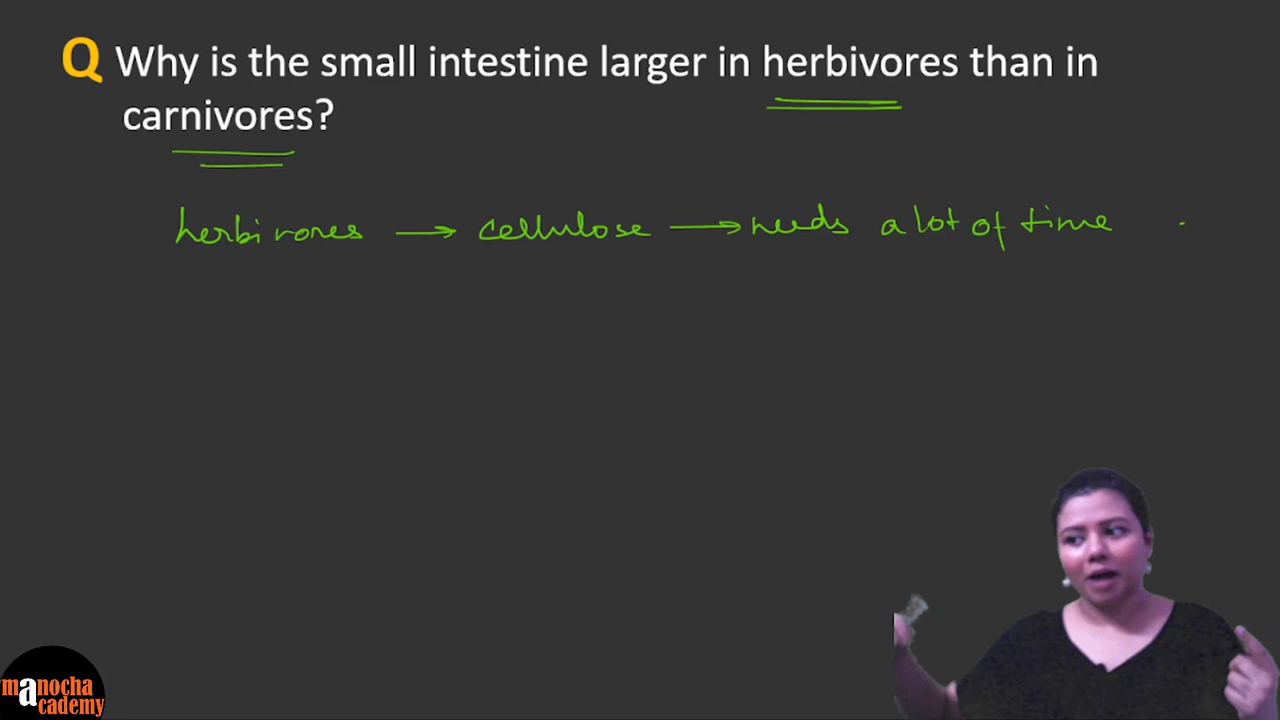 Q Why is the small intestine larger in herbivores than in
carnivores?
herbivores → cellulose → needs a lot of time
manocha
academy